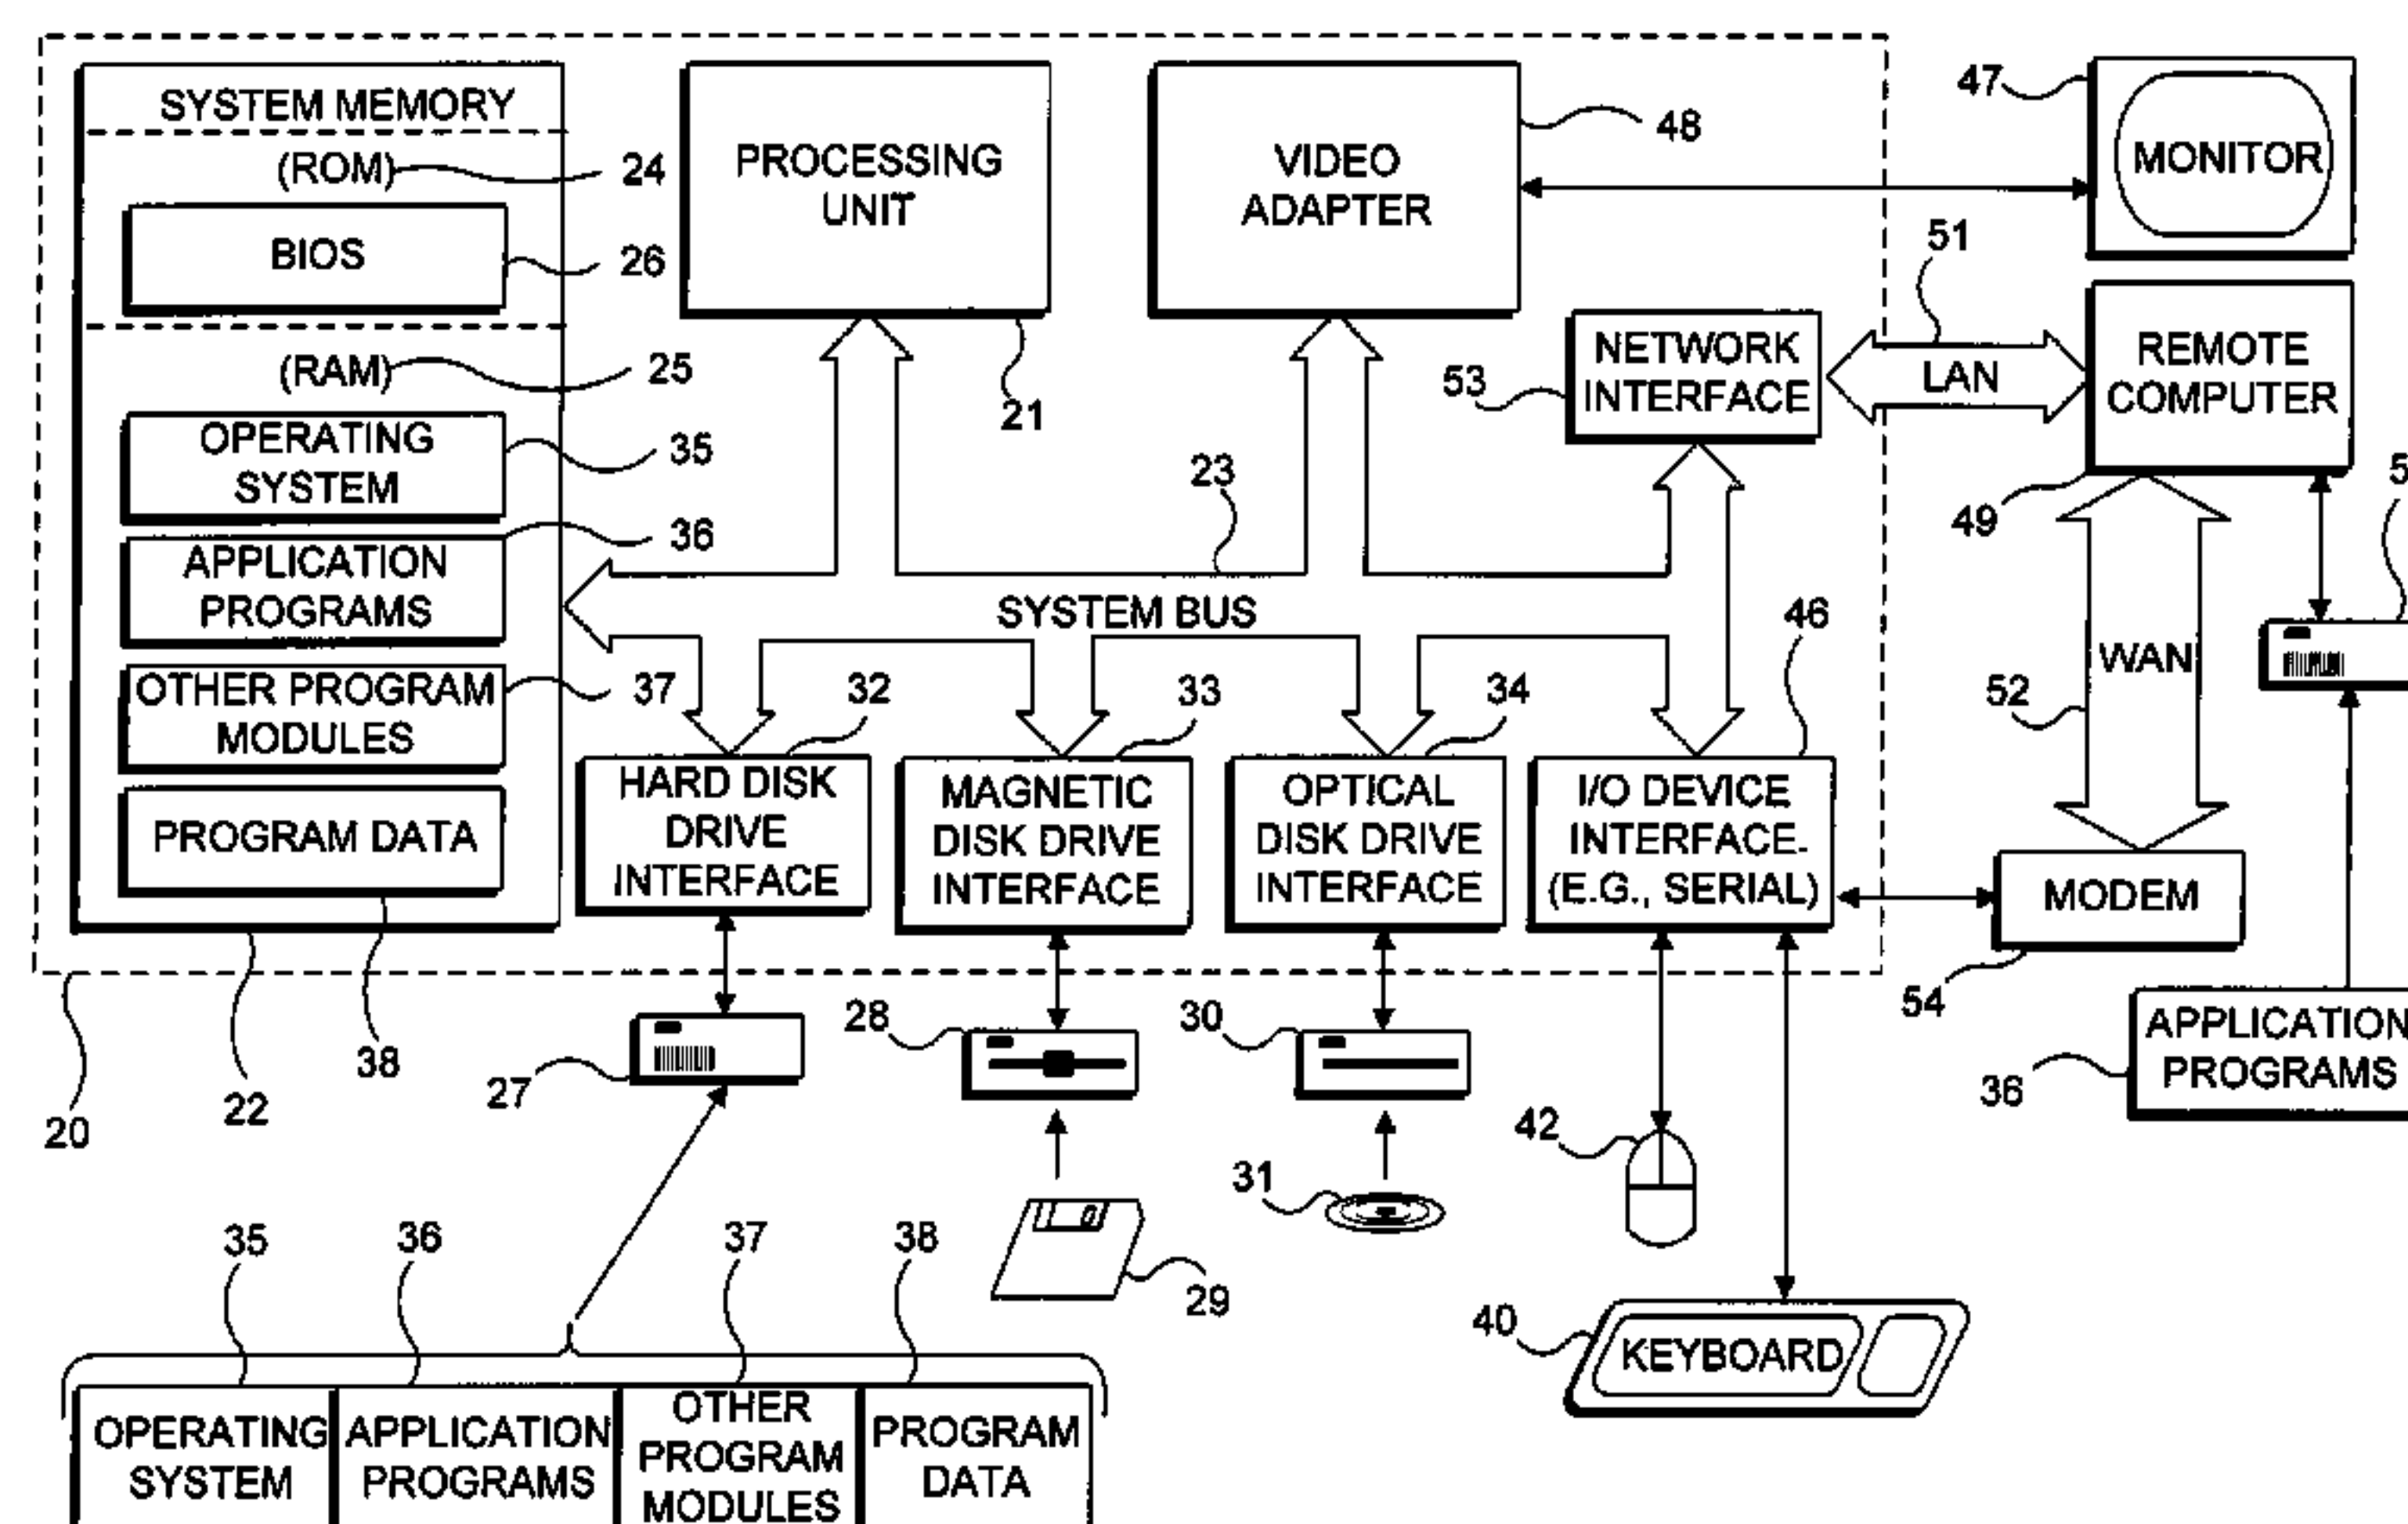 SYSTEM MEMORY
(ROM)
24
BIOS
26
(RAM)
25
OPERATING
SYSTEM
35
APPLICATION
PROGRAMS
36
OTHER PROGRAM
MODULES
37
PROGRAM DATA
38
22
20
PROCESSING
UNIT
21
VIDEO
ADAPTER
48
47
MONITOR
51
NETWORK
INTERFACE
53
LAN
REMOTE
COMPUTER
49
23
SYSTEM BUS
46
32
33
34
HARD DISK
DRIVE
INTERFACE
MAGNETIC
DISK DRIVE
INTERFACE
OPTICAL
DISK DRIVE
INTERFACE
I/O DEVICE
INTERFACE-
(E.G., SERIAL)
WAN
52
MODEM
54
APPLICATION
PROGRAMS
36
27
28
30
42
31
29
40
KEYBOARD
35
36
37
38
OPERATING
SYSTEM
APPLICATION
PROGRAMS
OTHER
PROGRAM
MODULES
PROGRAM
DATA